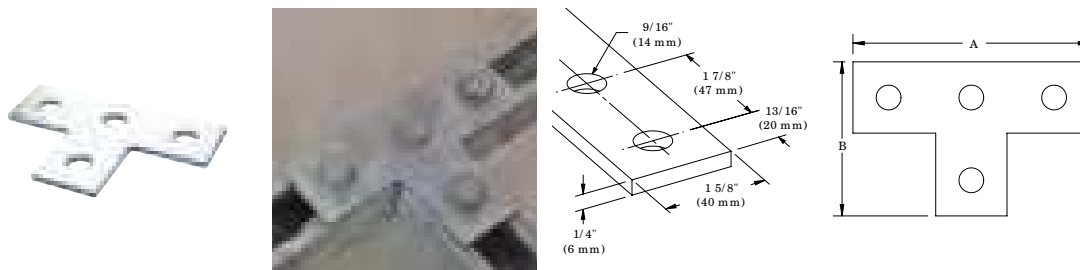 9/16"
(14 mm)
1 7/8"
(47 mm)
13/16"
(20 mm)
1 5/8"
(40 mm)
1/4"
(6 mm)
A
B